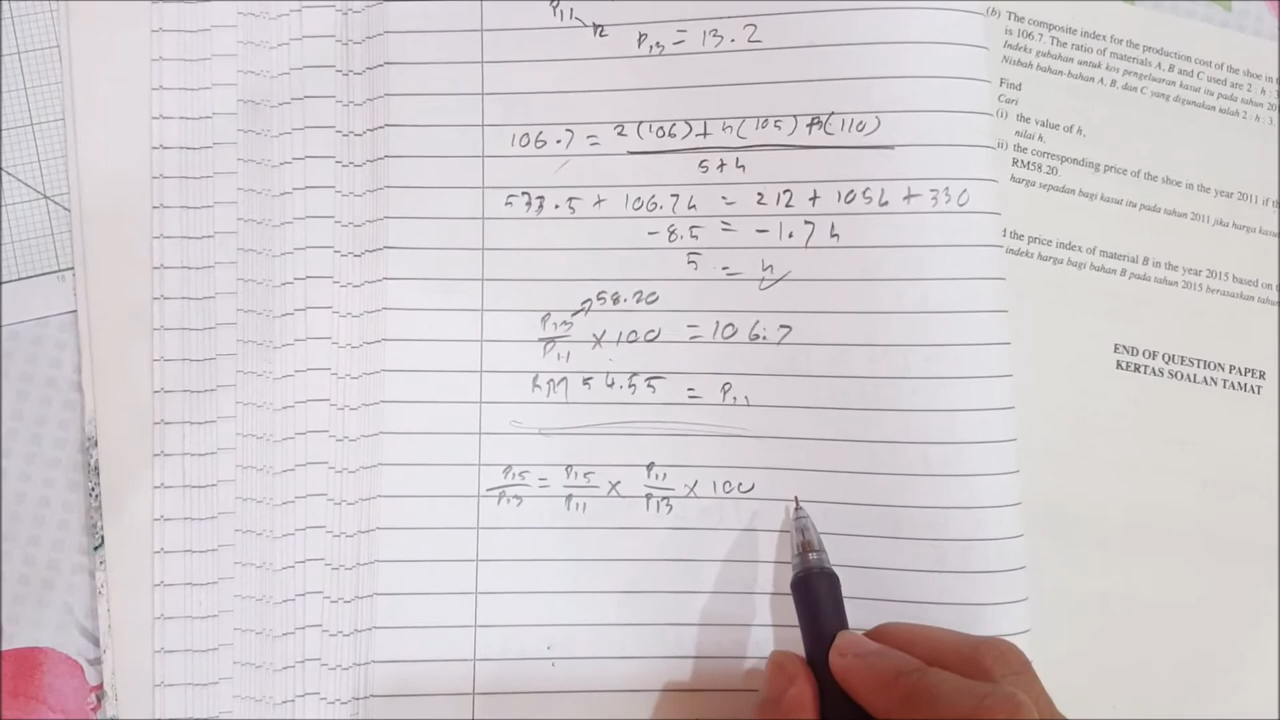 P11 12
P13 = 13.2
106.7 = 2(106) + h(105) + 3(110)
5 + h
533.5 + 106.7h = 212 + 105h + 330
-8.5 = -1.7h
5 = h
58.20
P13 / P11 × 100 = 106.7
RM 54.55 = P11
P15 / P13 = P15 / P11 × P11 / P13 × 100
(b) The composite index for the production cost of the shoe in
is 106.7. The ratio of materials A, B and C used are 2 : h : 3
Indeks gubahan untuk kos pengeluaran kasut itu pada tahun 20
Nisbah bahan-bahan A, B, dan C yang digunakan ialah 2 : h : 3.
Find
Cari
(i) the value of h,
nilai h,
ii) the corresponding price of the shoe in the year 2011 if th
RM58.20.
harga sepadan bagi kasut itu pada tahun 2011 jika harga kasu
d the price index of material B in the year 2015 based on
indeks harga bagi bahan B pada tahun 2015 berasaskan tahu
END OF QUESTION PAPER
KERTAS SOALAN TAMAT